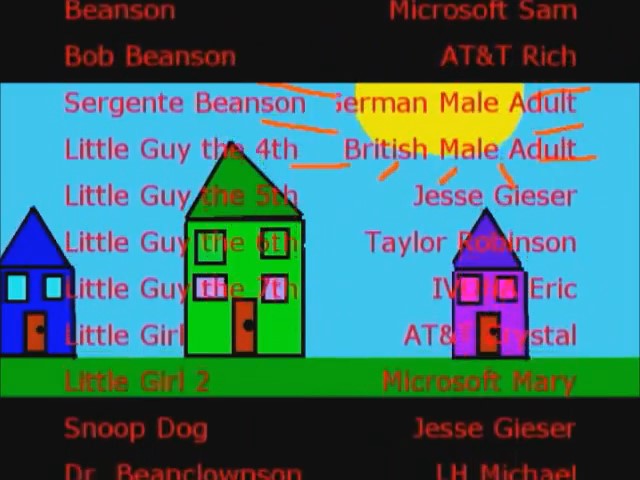 Beanson Microsoft Sam
Bob Beanson AT&T Rich
Sergente Beanson German Male Adult
Little Guy the 4th British Male Adult
Little Guy the 5th Jesse Gieser
Little Guy the 6th Taylor Robinson
Little Guy the 7th IVONA Eric
Little Girl AT&T Crystal
Little Girl 2 Microsoft Mary
Snoop Dog Jesse Gieser
Dr. Beanclownson LH Michael